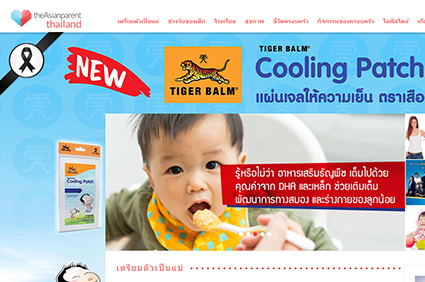 theAsianparent
thailand
เตรียมตัวเป็นแม่ ช่วงวัยของเด็ก โรงเรียน สุขภาพ ชีวิตครอบครัว กิจกรรมของครอบครัว ไลฟ์สไตล์
NEW
TIGER BALM®
TIGER BALM®
Cooling Patch
แผ่นเจลให้ความเย็น ตราเสือ
Cooling Patch
รู้หรือไม่ว่า อาหารเสริมธัญพืช เต็มไปด้วย
คุณค่าจาก DHA และเหล็ก ช่วยเติมเต็ม
พัฒนาการทางสมอง และร่างกายของลูกน้อย
เตรียมตัวเป็นแม่